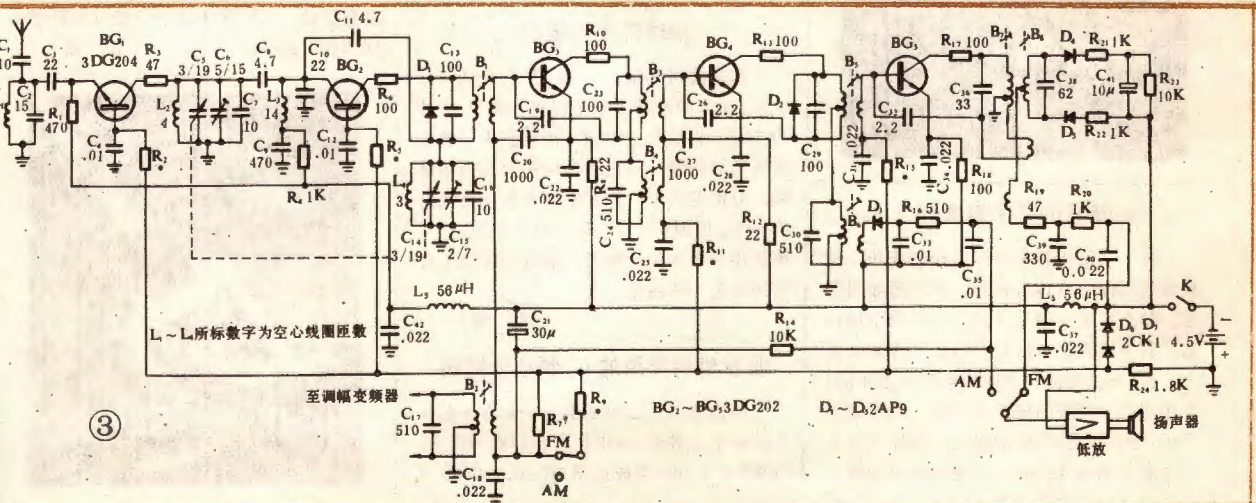 C₁₁ 4.7
C₁
10
C₃
22
BG₁
3DG204
R₃
47
C₅
3/19
C₆
5/15
C₈
4.7
C₁₀
22
BG₂
D₁
C₁₃
100
BG₃
R₁₀
100
BG₄
R₁₃ 100
BG₅
R₁₇ 100
D₄
R₂₁ 1K
C₂
15
R₁
470
C₄
.01
R₂
L₂
4
C₇
10
L₃
14
C₉
470
C₁₂
.01
R₄ 1K
R₅
R₆
100
C₁₉
2.2
C₂₀
1000
C₂₂
.022
C₂₃
100
B₃
C₂₆
2.2
C₂₇
1000
C₂₈
.022
D₂
C₂₉
100
B₅
C₃₂
2.2
.022
R₁₅
C₃₄ .022
R₁₈
100
C₃₆
33
C₃₈
62
C₄₁
10μ
R₂₃
10K
D₅
R₂₂ 1K
L₄
3
C₁₄
3/19
C₁₅
2/7
C₁₆
10
22
C₂₄ 510
B₄
C₂₅
.022
R₁₁
R₁₂
22
C₃₀
510
R₁₆ 510
C₃₃
.01
C₃₅
.01
R₁₉
47
R₂₀
1K
C₃₉
330
C₄₀
0.022
L₁~L₄所标数字为空心线圈匝数
L₅ 56μH
C₄₂
.022
C₂₁
30μ
R₁₄
10K
56μH
C₃₇
.022
D₆ D₇
2CK1
4.5V
K
R₂₄ 1.8K
③
至调幅变频器
C₁₇
510
B₂
C₁₈
.022
R₇
R₉
FM
AM
BG₂~BG₅3DG202
D₁~D₅2AP9
AM
FM
低放
扬声器